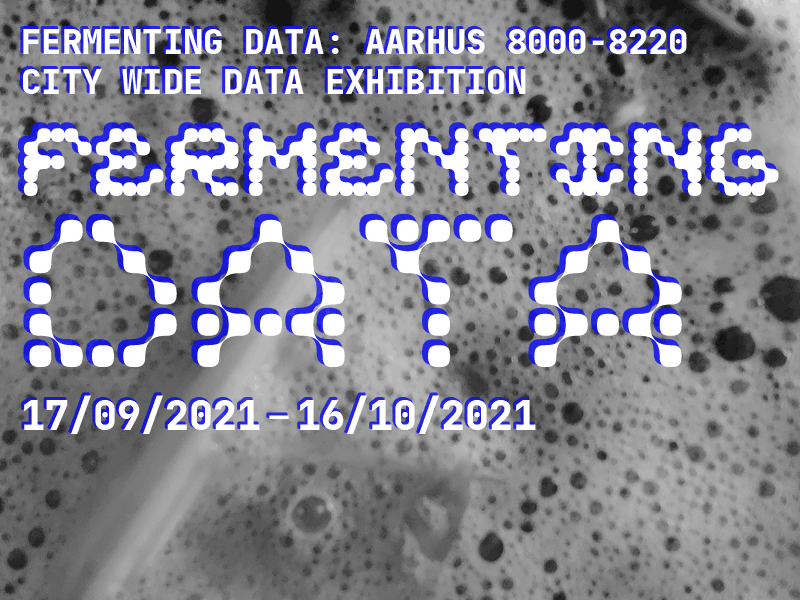 FERMENTING DATA: AARHUS 8000-8220
CITY WIDE DATA EXHIBITION
FERMENTING
DATA
17/09/2021 – 16/10/2021